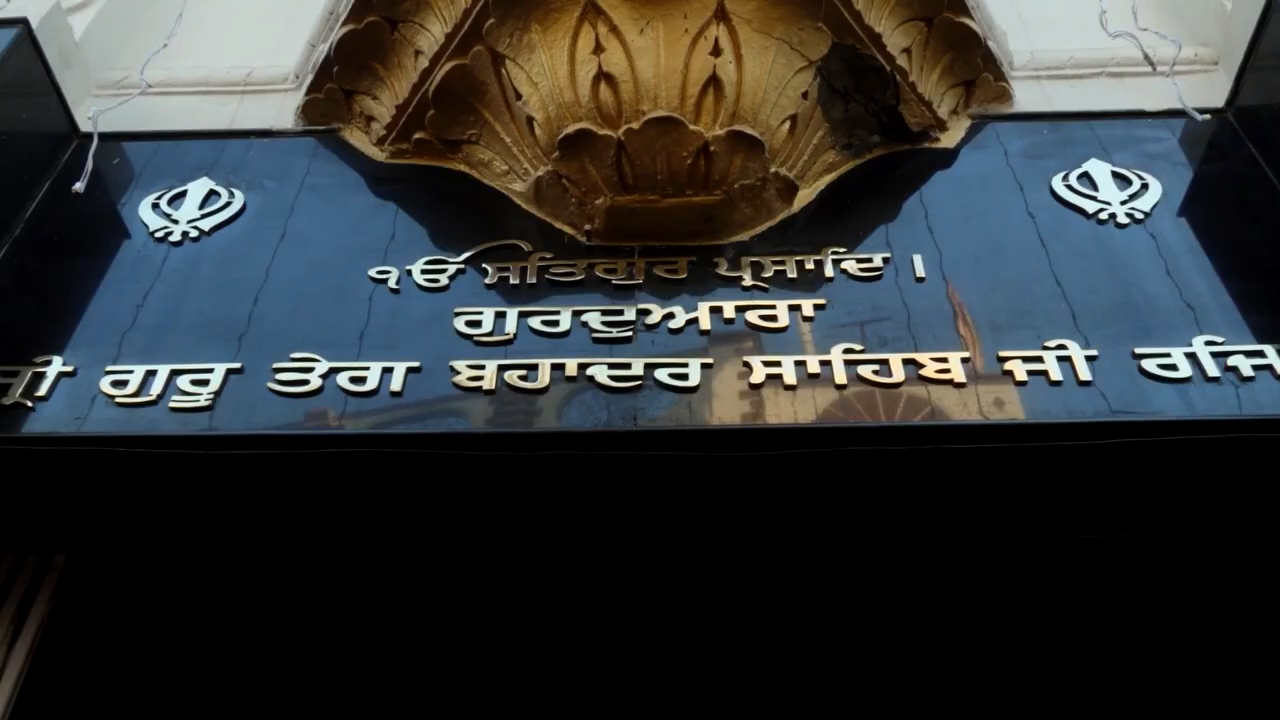 ੴ ਸਤਿਗੁਰ ਪ੍ਰਸਾਦਿ ।
ਗੁਰਦੁਆਰਾ
ਸ੍ਰੀ ਗੁਰੂ ਤੇਗ ਬਹਾਦਰ ਸਾਹਿਬ ਜੀ